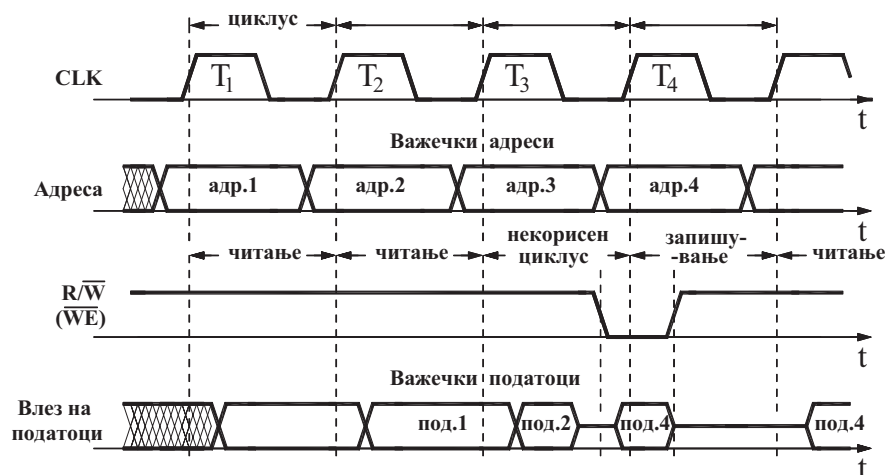 циклус
CLK
T1 T2 T3 T4
t
Важечки адреси
Адреса
адр.1 адр.2 адр.3 адр.4
t
читање читање некорисен циклус запишу- -вање читање
R/W̅
(W̅E̅)
t
Важечки податоци
Влез на
податоци
под.1 под.2 под.4 под.4
t